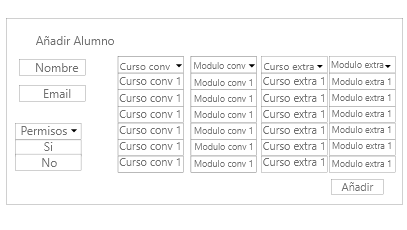 Añadir Alumno
Nombre
Email
Permisos
Si
No
Curso conv
Curso conv 1
Curso conv 1
Curso conv 1
Curso conv 1
Curso conv 1
Curso conv 1
Modulo conv
Modulo conv 1
Modulo conv 1
Modulo conv 1
Modulo conv 1
Modulo conv 1
Modulo conv 1
Curso extra
Curso extra 1
Curso extra 1
Curso extra 1
Curso extra 1
Curso extra 1
Curso extra 1
Modulo extra
Modulo extra 1
Modulo extra 1
Modulo extra 1
Modulo extra 1
Modulo extra 1
Modulo extra 1
Añadir